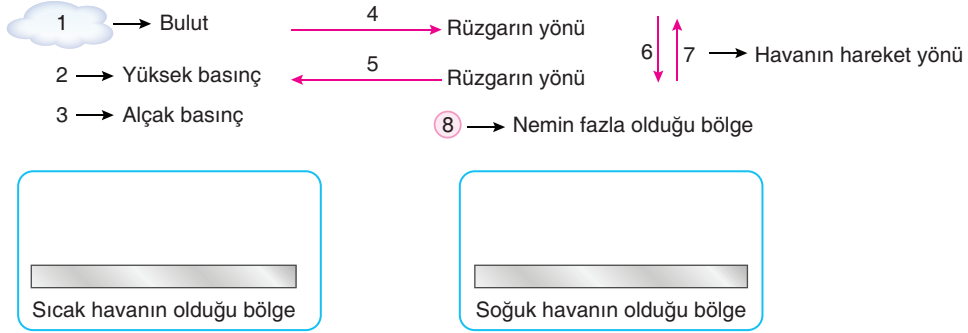 1 Bulut
4 Rüzgarın yönü
2 Yüksek basınç
5 Rüzgarın yönü
6 7 Havanın hareket yönü
3 Alçak basınç
8 Nemin fazla olduğu bölge
Sıcak havanın olduğu bölge
Soğuk havanın olduğu bölge